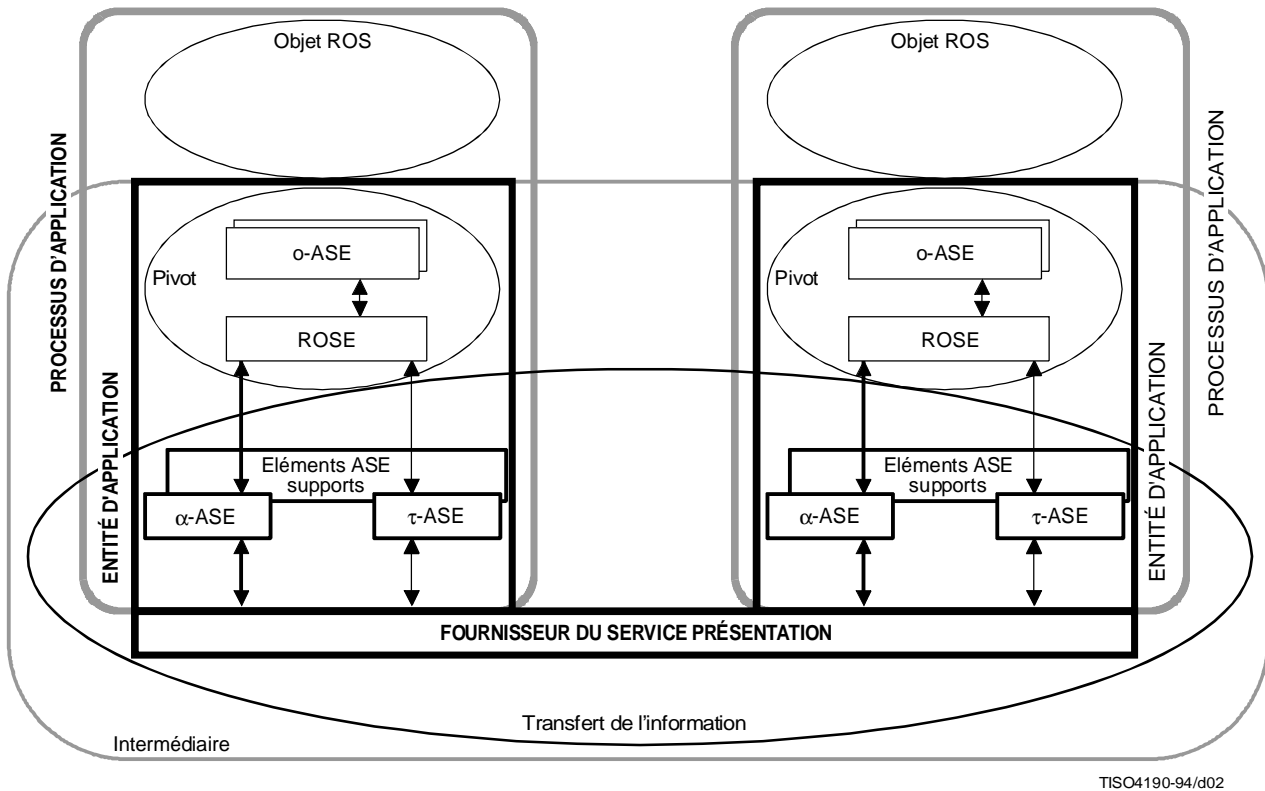 Objet ROS
Objet ROS
PROCESSUS D'APPLICATION
PROCESSUS D'APPLICATION
o-ASE
o-ASE
Pivot
Pivot
ROSE
ROSE
ENTITÉ D'APPLICATION
ENTITÉ D'APPLICATION
Eléments ASE
supports
Eléments ASE
supports
α-ASE
τ-ASE
α-ASE
τ-ASE
FOURNISSEUR DU SERVICE PRÉSENTATION
Transfert de l'information
Intermédiaire
TISO4190-94/d02